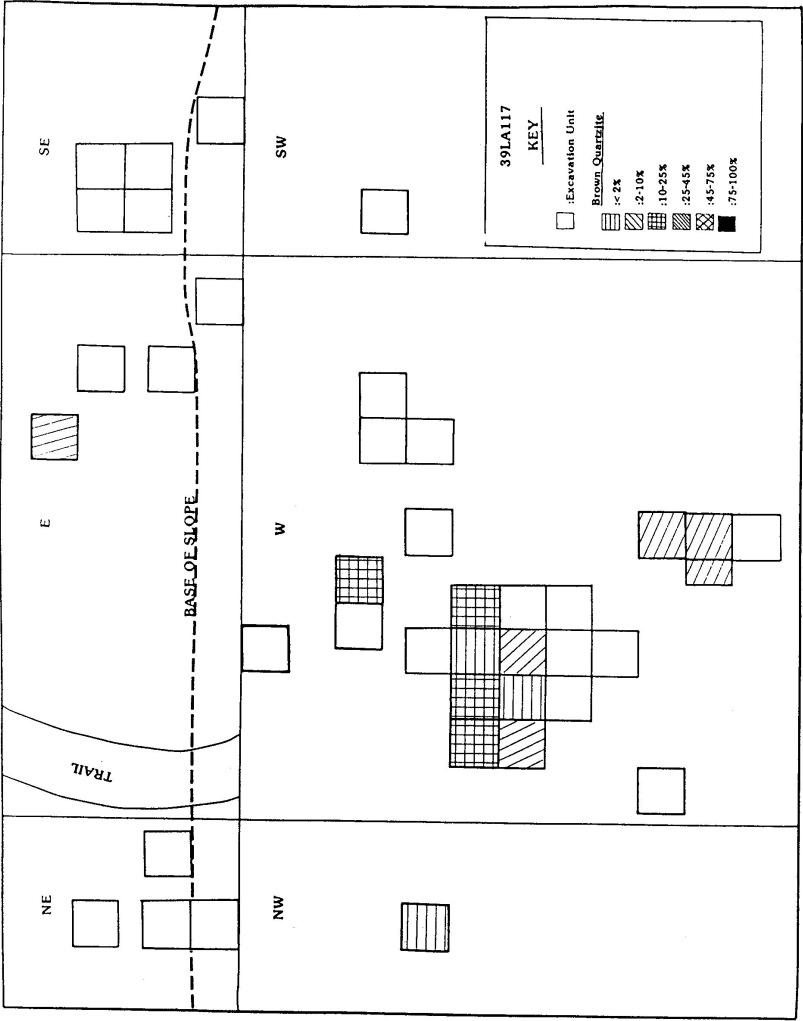 39LA117
KEY
:Excavation Unit
Brown Quartzite
:< 2%
:2-10%
:10-25%
:25-45%
:45-75%
:75-100%
SE
SW
E
BASE OF SLOPE
W
TRAIL
NE
NW